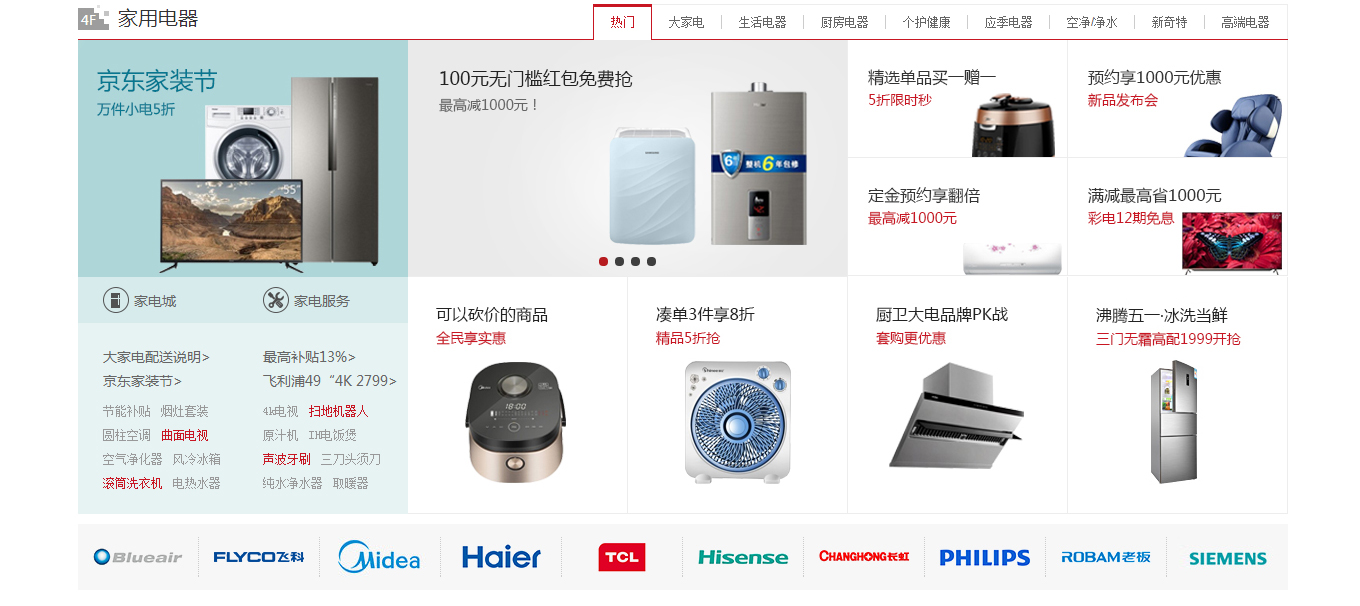 4F 家用电器
热门 大家电 生活电器 厨房电器 个护健康 应季电器 空净/净水 新奇特 高端电器
京东家装节
万件小电5折
55"
100元无门槛红包免费抢
最高减1000元！
6年 整机6年包修
精选单品买一赠一
5折限时秒
预约享1000元优惠
新品发布会
定金预约享翻倍
最高减1000元
满减最高省1000元
彩电12期免息
60"
家电城 家电服务
大家电配送说明> 最高补贴13%>
京东家装节> 飞利浦49“4K 2799>
节能补贴 烟灶套装 4k电视 扫地机器人
圆柱空调 曲面电视 原汁机 IH电饭煲
空气净化器 风冷冰箱 声波牙刷 三刀头须刀
滚筒洗衣机 电热水器 纯水净水器 取暖器
可以砍价的商品
全民享实惠
18:00
凑单3件享8折
精品5折抢
厨卫大电品牌PK战
套购更优惠
沸腾五一·冰洗当鲜
三门无霜高配1999开抢
Blueair FLYCO飞科 Midea Haier TCL Hisense CHANGHONG长虹 PHILIPS ROBAM老板 SIEMENS